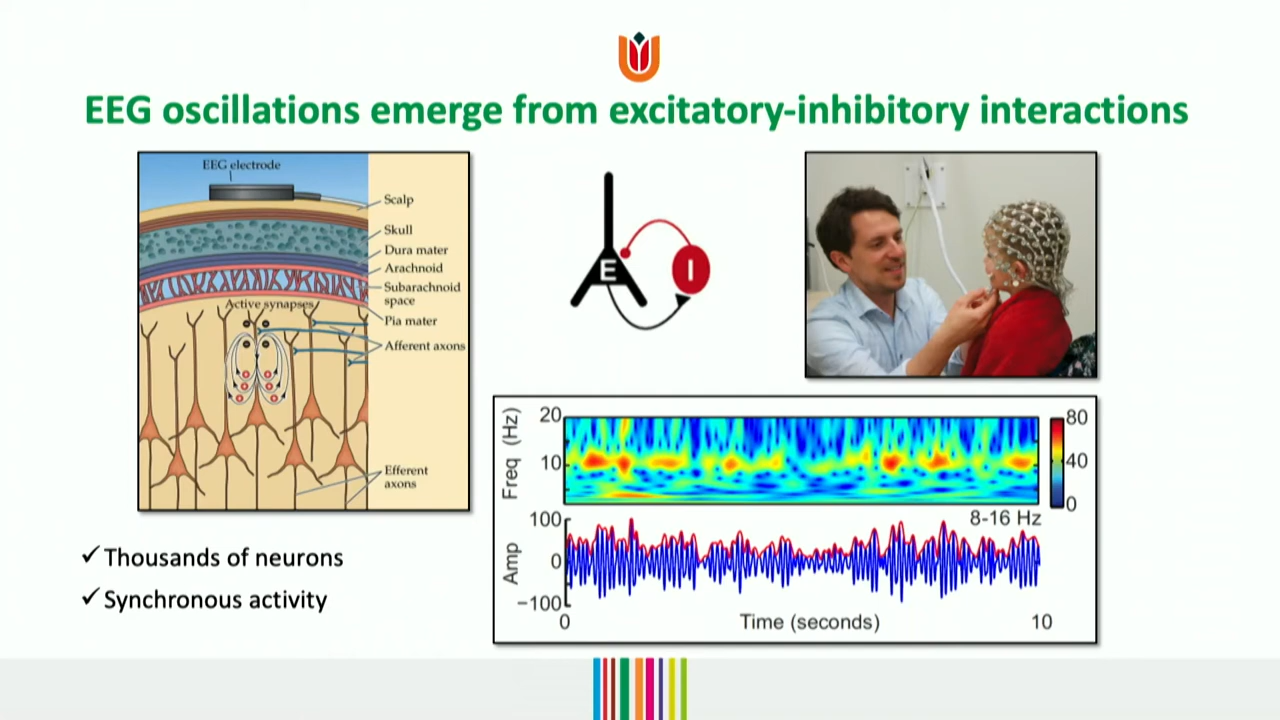 EEG oscillations emerge from excitatory-inhibitory interactions
EEG electrode
Scalp
Skull
Dura mater
Arachnoid
Subarachnoid
space
Active synapses
Pia mater
Afferent axons
Efferent
axons
E
I
✓ Thousands of neurons
✓ Synchronous activity
Freq (Hz)
20
10
80
40
0
8-16 Hz
Amp
100
0
−100
0
Time (seconds)
10